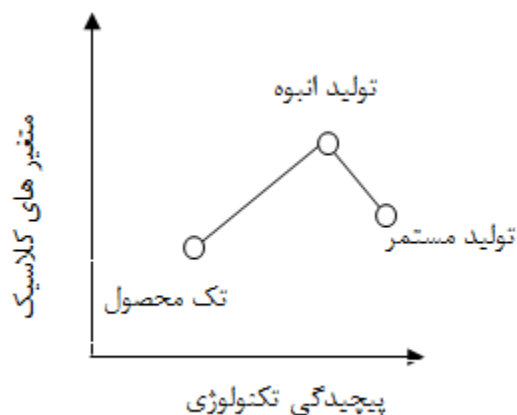 تولید انبوه
متغیر های کلاسیک
تولید مستمر
تک محصول
پیچیدگی تکنولوژی